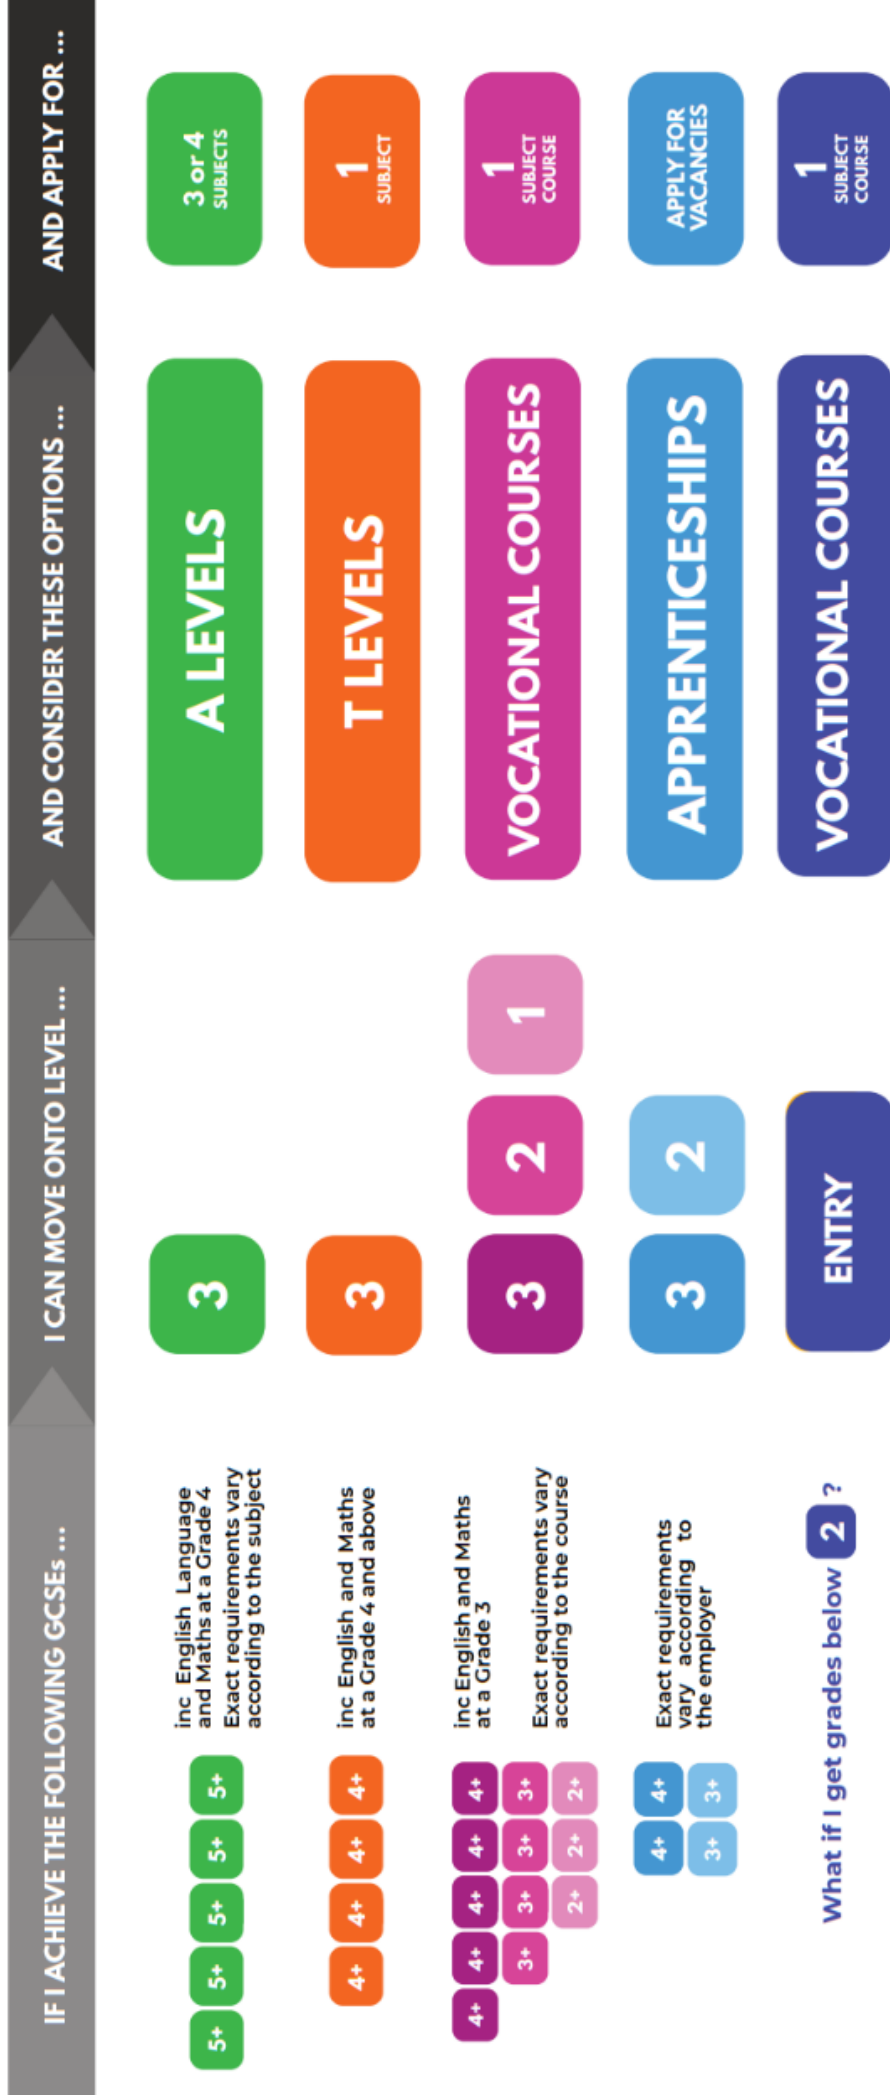 IF I ACHIEVE THE FOLLOWING GCSEs ...
I CAN MOVE ONTO LEVEL ...
AND CONSIDER THESE OPTIONS ...
AND APPLY FOR ...
5+ 5+ 5+ 5+ 5+
inc English Language
and Maths at a Grade 4
Exact requirements vary
according to the subject
3
A LEVELS
3 or 4
SUBJECTS
4+ 4+ 4+ 4+
inc English and Maths
at a Grade 4 and above
3
T LEVELS
1
SUBJECT
4+ 4+ 4+ 4+ 4+
3+ 3+ 3+ 3+
2+ 2+ 2+
inc English and Maths
at a Grade 3
Exact requirements vary
according to the course
3 2 1
VOCATIONAL COURSES
1
SUBJECT
COURSE
4+ 4+
3+ 3+
Exact requirements
vary according to
the employer
3 2
APPRENTICESHIPS
APPLY FOR
VACANCIES
What if I get grades below 2 ?
ENTRY
VOCATIONAL COURSES
1
SUBJECT
COURSE